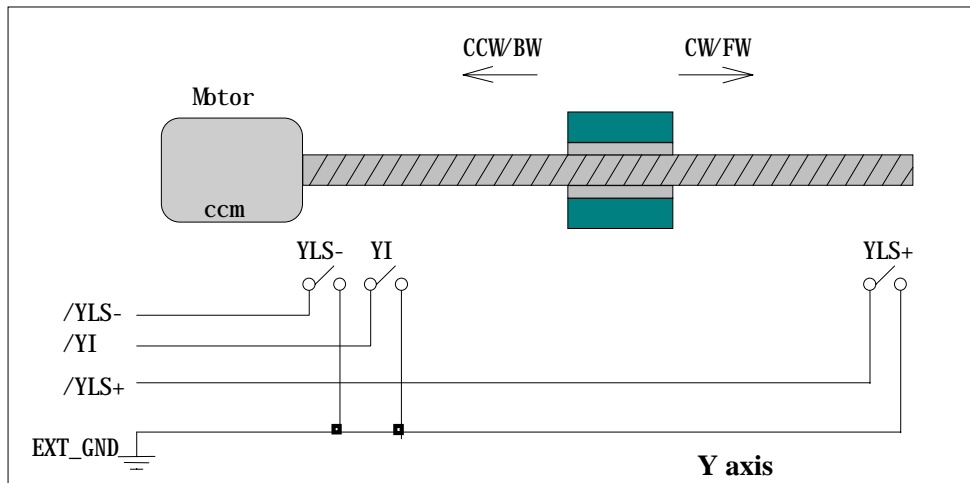 CCW/BW CW/FW
Motor
ccm
YLS- YI YLS+
/YLS-
/YI
/YLS+
EXT_GND
Y axis